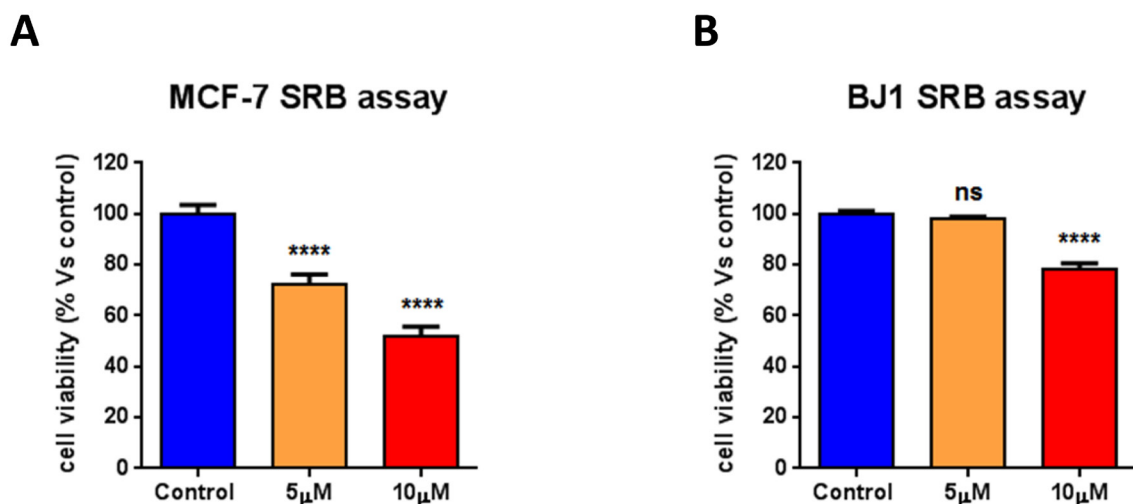 A
MCF-7 SRB assay
cell viability (% Vs control)
120
100
80
60
40
20
0
****
****
Control
5μM
10μM
B
BJ1 SRB assay
cell viability (% Vs control)
120
100
80
60
40
20
0
ns
****
Control
5μM
10μM